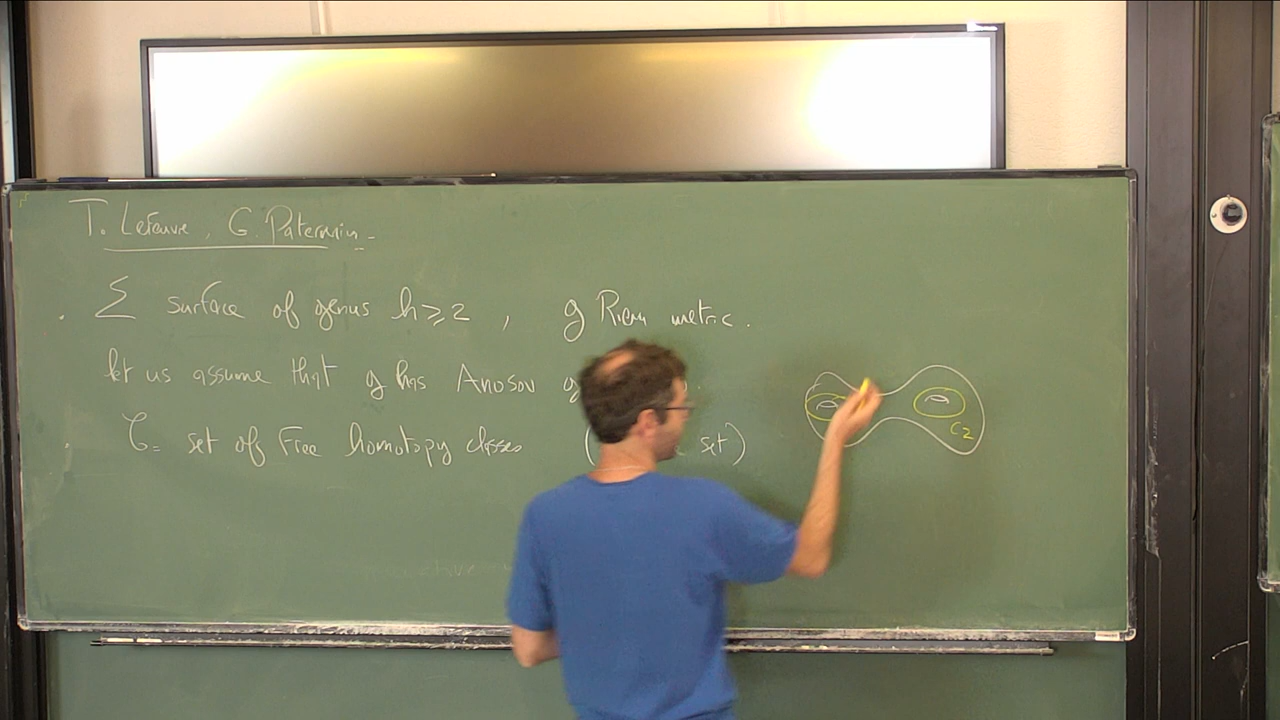 T. Lefeuvre, G. Paternain
. Σ surface of genus h ⩾ 2 , g Riem metric.
let us assume that g has Anosov g
. C = set of free homotopy classes ( set)
C2